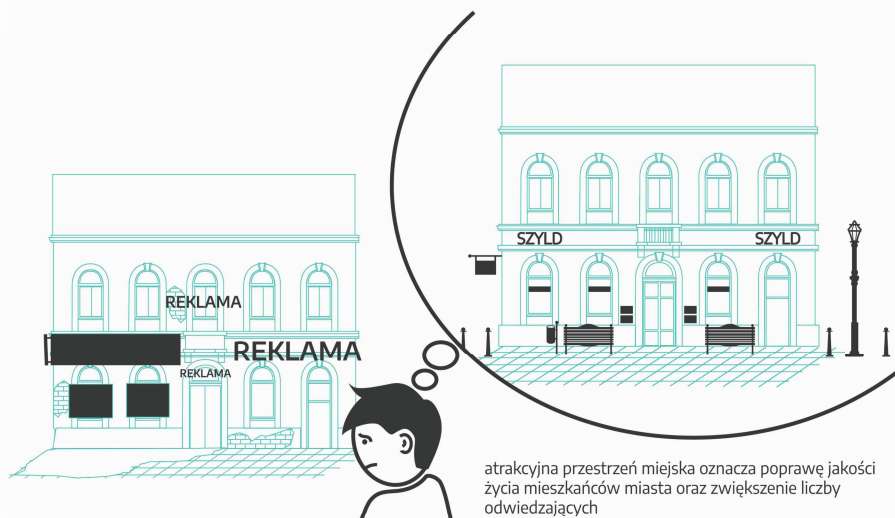 SZYLD SZYLD
REKLAMA
REKLAMA
REKLAMA
atrakcyjna przestrzeń miejska oznacza poprawę jakości
życia mieszkańców miasta oraz zwiększenie liczby
odwiedzających